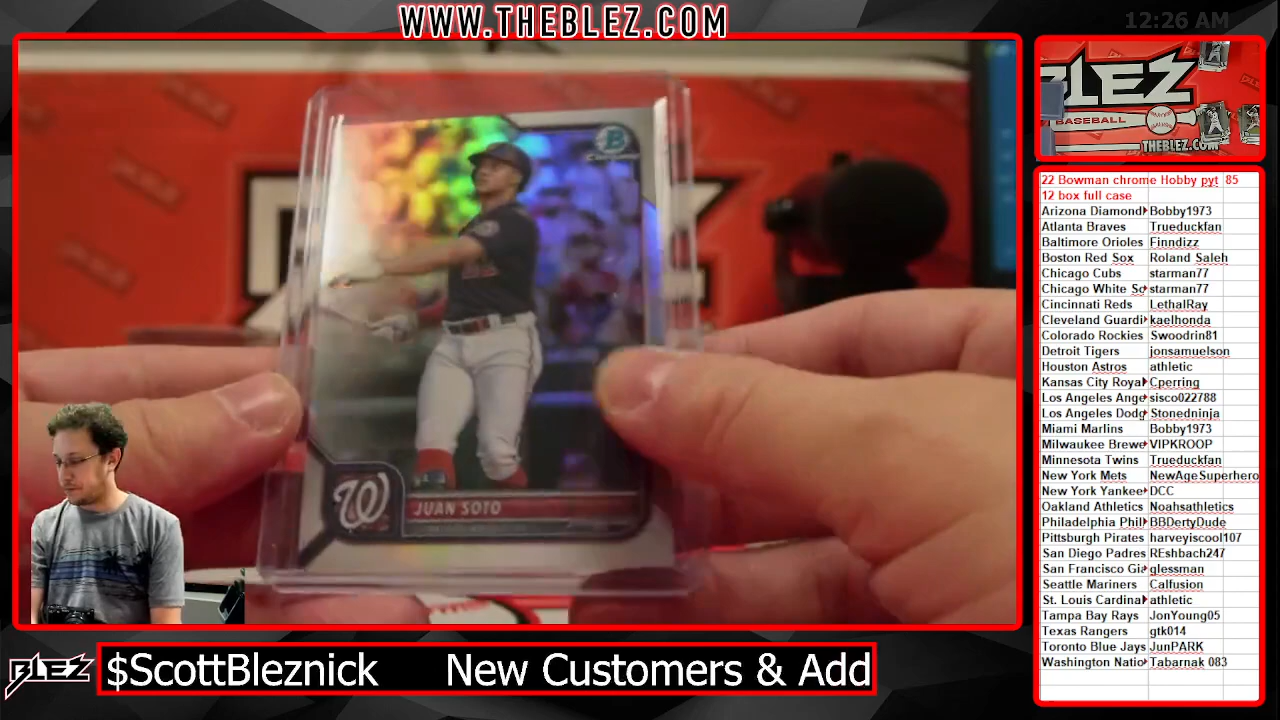 WWW.THEBLEZ.COM
12:26 AM
BLEZ
BASEBALL
THEBLEZ.COM
B
W
JUAN SOTO
22 Bowman chrome Hobby pyt 85
12 box full case
Arizona Diamond Bobby1973
Atlanta Braves Trueduckfan
Baltimore Orioles Finndizz
Boston Red Sox Roland Saleh
Chicago Cubs starman77
Chicago White So starman77
Cincinnati Reds LethalRay
Cleveland Guardi kaelhonda
Colorado Rockies Swoodrin81
Detroit Tigers jonsamuelson
Houston Astros athletic
Kansas City Royal Cperring
Los Angeles Ange sisco022788
Los Angeles Dodg Stonedninja
Miami Marlins Bobby1973
Milwaukee Brewe VIPKROOP
Minnesota Twins Trueduckfan
New York Mets NewAgeSuperhero
New York Yankee DCC
Oakland Athletics Noahsathletics
Philadelphia Phil BBDertyDude
Pittsburgh Pirates harveyiscool107
San Diego Padres REshbach247
San Francisco Gia glessman
Seattle Mariners Calfusion
St. Louis Cardina athletic
Tampa Bay Rays JonYoung05
Texas Rangers gtk014
Toronto Blue Jays JunPARK
Washington Natio Tabarnak 083
BLEZ
$ScottBleznick New Customers & Add